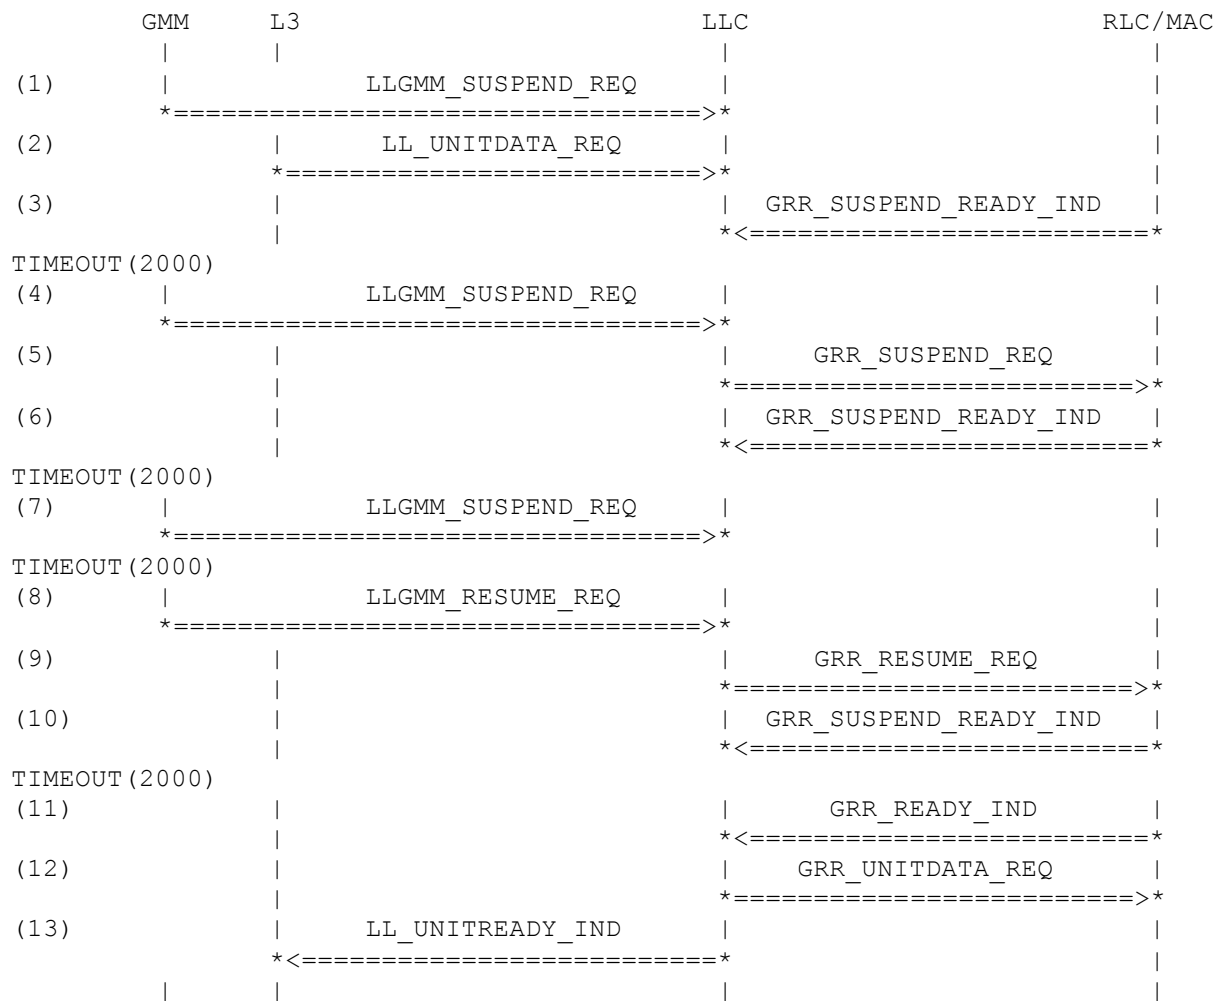 GMM L3 LLC RLC/MAC
| | | |
(1) | LLGMM_SUSPEND_REQ | |
*=================================>* |
(2) | LL_UNITDATA_REQ | |
*==========================>* |
(3) | | GRR_SUSPEND_READY_IND |
| *<=========================*
TIMEOUT(2000)
(4) | LLGMM_SUSPEND_REQ | |
*=================================>* |
(5) | | GRR_SUSPEND_REQ |
| *=========================>*
(6) | | GRR_SUSPEND_READY_IND |
| *<=========================*
TIMEOUT(2000)
(7) | LLGMM_SUSPEND_REQ | |
*=================================>* |
TIMEOUT(2000)
(8) | LLGMM_RESUME_REQ | |
*=================================>* |
(9) | | GRR_RESUME_REQ |
| *=========================>*
(10) | | GRR_SUSPEND_READY_IND |
| *<=========================*
TIMEOUT(2000)
(11) | | GRR_READY_IND |
| *<=========================*
(12) | | GRR_UNITDATA_REQ |
| *=========================>*
(13) | LL_UNITREADY_IND | |
*<==========================* |
| | | |